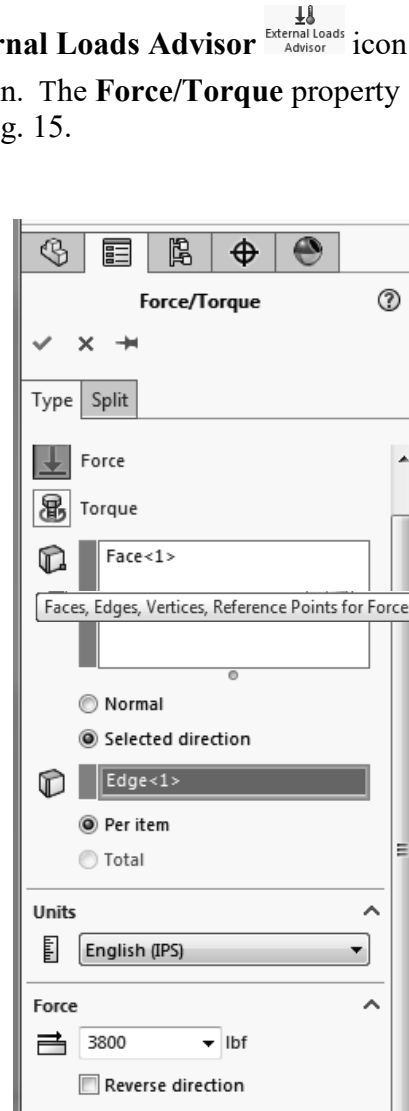 rnal Loads Advisor External Loads Advisor icon
n. The Force/Torque property
g. 15.
Force/Torque
Type Split
Force
Torque
Face<1>
Faces, Edges, Vertices, Reference Points for Force
Normal
Selected direction
Edge<1>
Per item
Total
Units
English (IPS)
Force
3800 lbf
Reverse direction